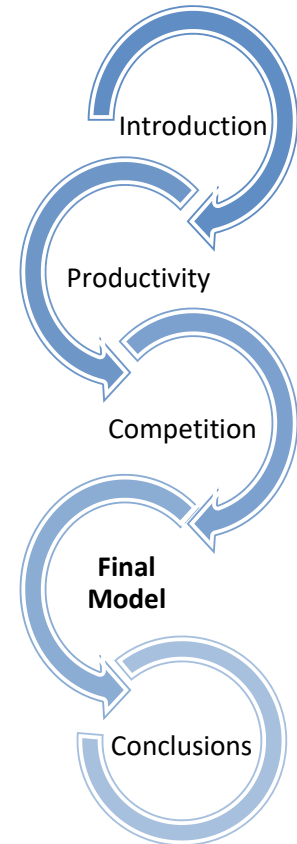 Introduction
Productivity
Competition
Final
Model
Conclusions